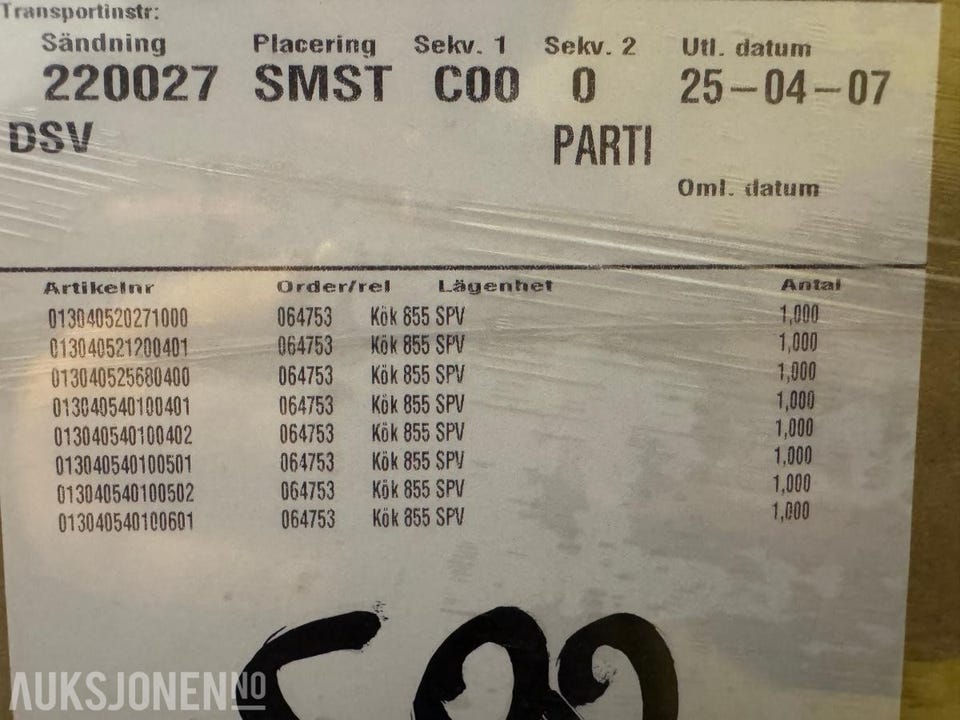 Transportinstr:
Sändning Placering Sekv. 1 Sekv. 2 Utl. datum
220027 SMST C00 0 25-04-07
DSV PARTI
Oml. datum
Artikelnr Order/rel Lägenhet Antal
013040520271000 064753 Kök 855 SPV 1,000
013040521200401 064753 Kök 855 SPV 1,000
013040525680400 064753 Kök 855 SPV 1,000
013040540100401 064753 Kök 855 SPV 1,000
013040540100402 064753 Kök 855 SPV 1,000
013040540100501 064753 Kök 855 SPV 1,000
013040540100502 064753 Kök 855 SPV 1,000
013040540100601 064753 Kök 855 SPV 1,000
AUKSJONEN.NO